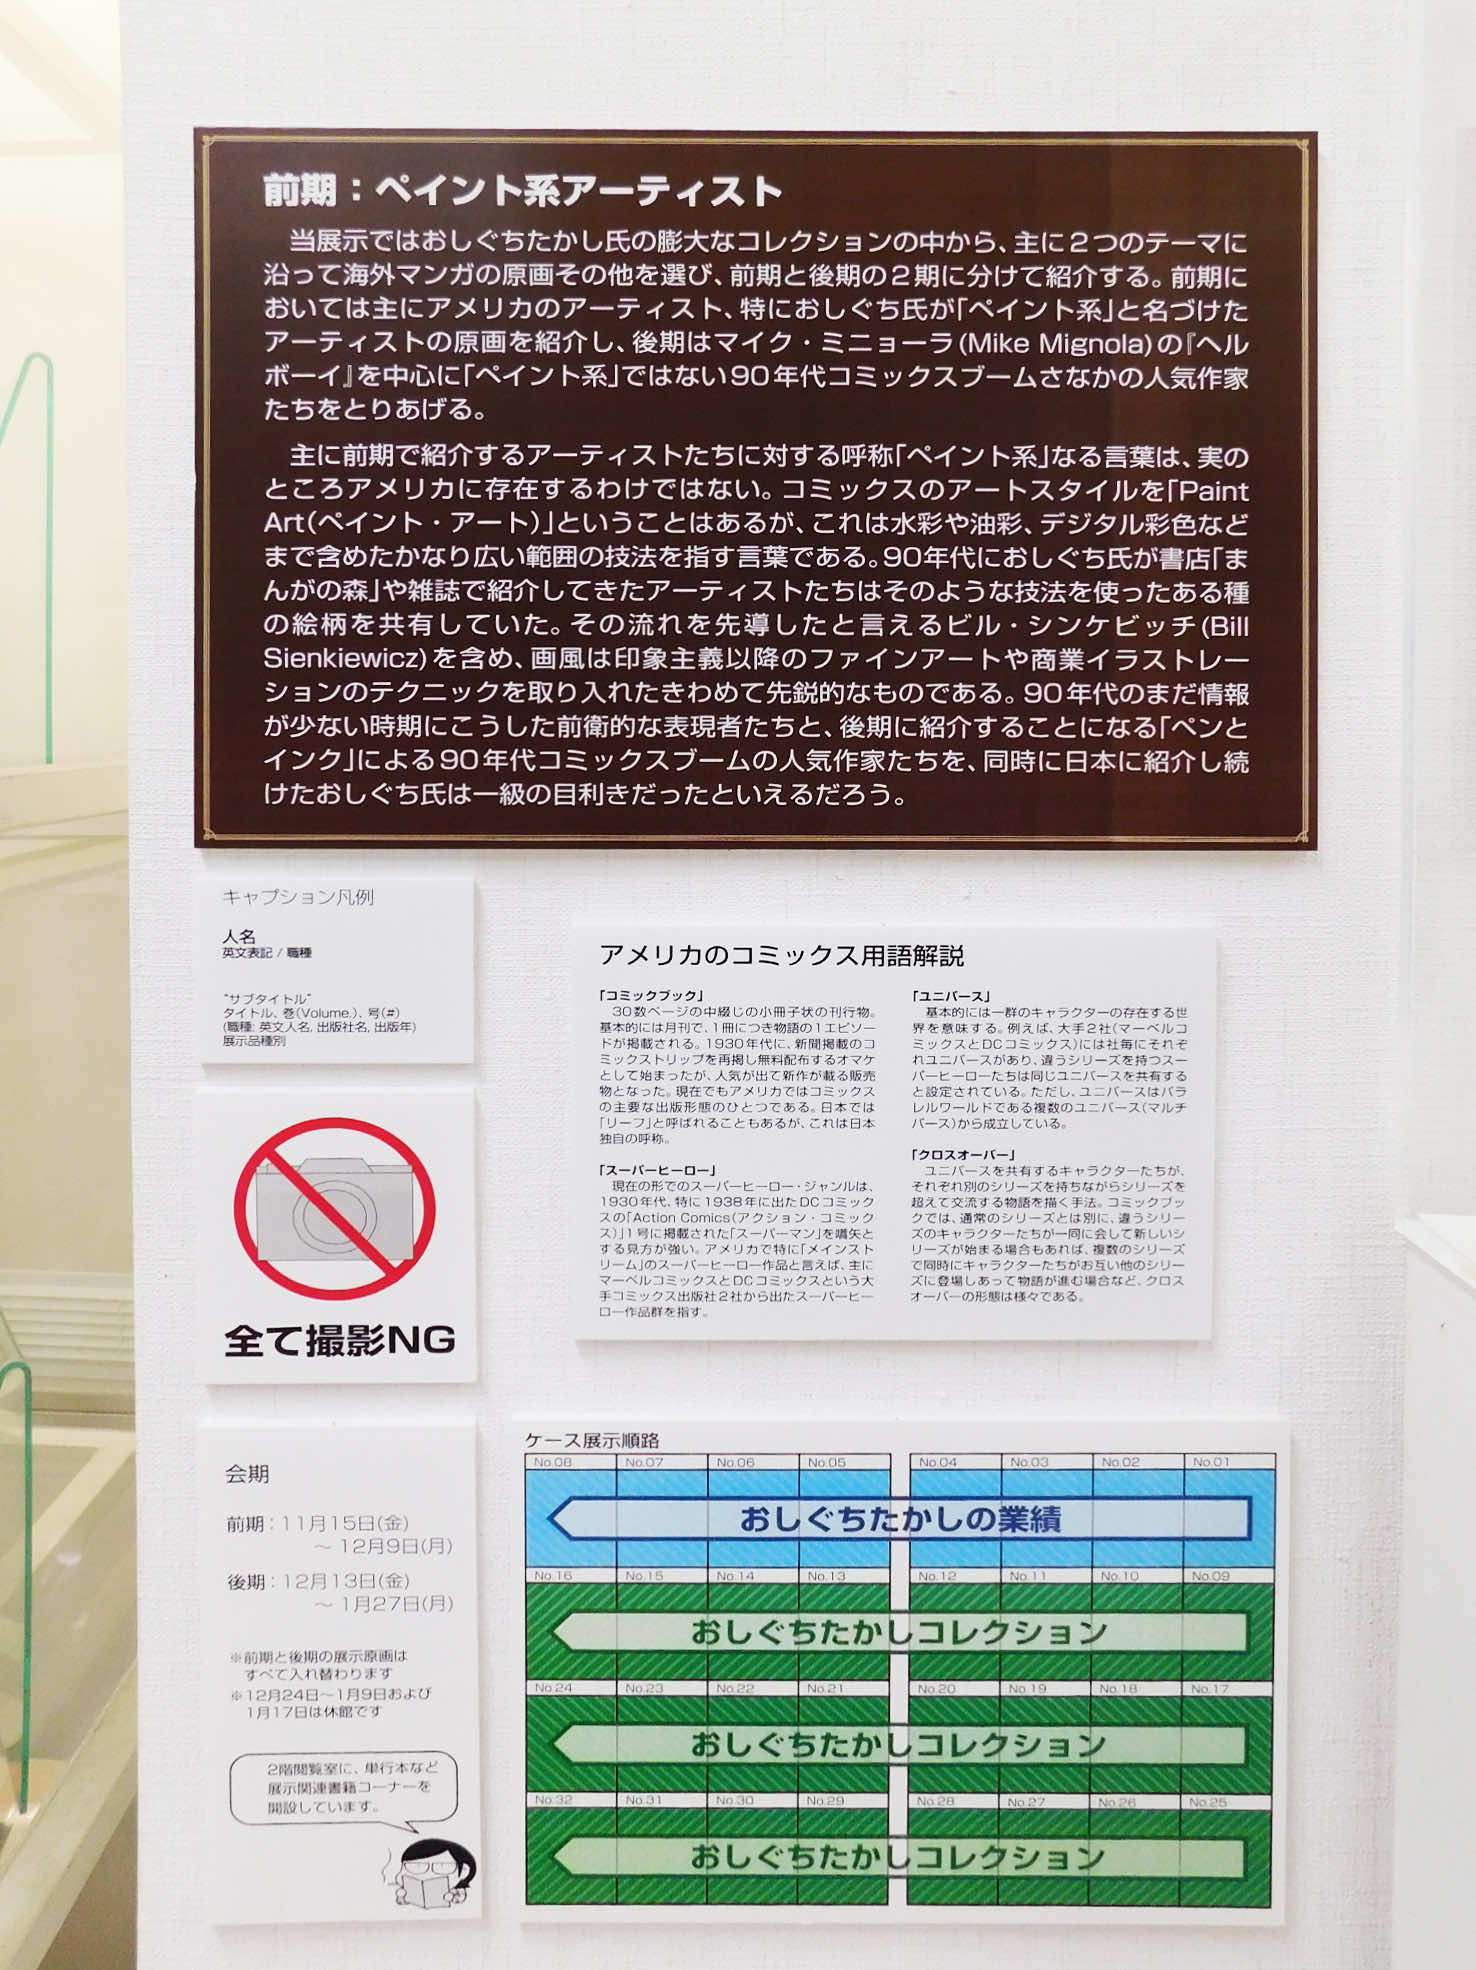 前期：ペイント系アーティスト
当展示ではおしぐちたかし氏の膨大なコレクションの中から、主に２つのテーマに
沿って海外マンガの原画その他を選び、前期と後期の２期に分けて紹介する。前期に
おいては主にアメリカのアーティスト、特におしぐち氏が「ペイント系」と名づけた
アーティストの原画を紹介し、後期はマイク・ミニョーラ(Mike Mignola)の『ヘル
ボーイ』を中心に「ペイント系」ではない90年代コミックスブームさなかの人気作家
たちをとりあげる。
主に前期で紹介するアーティストたちに対する呼称「ペイント系」なる言葉は、実の
ところアメリカに存在するわけではない。コミックスのアートスタイルを「Paint
Art(ペイント・アート)」ということはあるが、これは水彩や油彩、デジタル彩色など
まで含めたかなり広い範囲の技法を指す言葉である。90年代におしぐち氏が書店「ま
んがの森」や雑誌で紹介してきたアーティストたちはそのような技法を使ったある種
の絵柄を共有していた。その流れを先導したと言えるビル・シンケビッチ(Bill
Sienkiewicz)を含め、画風は印象主義以降のファインアートや商業イラストレー
ションのテクニックを取り入れたきわめて先鋭的なものである。90年代のまだ情報
が少ない時期にこうした前衛的な表現者たちと、後期に紹介することになる「ペンと
インク」による90年代コミックスブームの人気作家たちを、同時に日本に紹介し続
けたおしぐち氏は一級の目利きだったといえるだろう。
キャプション凡例
人名
英文表記 / 職種
"サブタイトル"
タイトル、巻(Volume.)、号(#)
(職種: 英文人名, 出版社名, 出版年)
展示品種別
全て撮影NG
アメリカのコミックス用語解説
「コミックブック」
30数ページの中綴じの小冊子状の刊行物。
基本的には月刊で、1冊につき物語の1エピソー
ドが掲載される。1930年代に、新聞掲載のコ
ミックストリップを再掲し無料配布するオマケ
として始まったが、人気が出て新作が載る販売
物となった。現在でもアメリカではコミックス
の主要な出版形態のひとつである。日本では
「リーフ」と呼ばれることもあるが、これは日本
独自の呼称。
「スーパーヒーロー」
現在の形でのスーパーヒーロー・ジャンルは、
1930年代、特に1938年に出たDCコミック
スの「Action Comics(アクション・コミック
ス)」1号に掲載された「スーパーマン」を嚆矢と
する見方が強い。アメリカで特に「メインスト
リーム」のスーパーヒーロー作品と言えば、主に
マーベルコミックスとDCコミックスという大
手コミックス出版社2社から出たスーパーヒー
ロー作品群を指す。
「ユニバース」
基本的には一群のキャラクターの存在する世
界を意味する。例えば、大手2社(マーベルコ
ミックスとDCコミックス)には社毎にそれぞ
れユニバースがあり、違うシリーズを持つスー
パーヒーローたちは同じユニバースを共有する
と設定されている。ただし、ユニバースはパラ
レルワールドである複数のユニバース(マルチ
バース)から成立している。
「クロスオーバー」
ユニバースを共有するキャラクターたちが、
それぞれ別のシリーズを持ちながらシリーズを
超えて交流する物語を描く手法。コミックブッ
クでは、通常のシリーズとは別に、違うシリー
ズのキャラクターたちが一同に会して新しいシ
リーズが始まる場合もあれば、複数のシリーズ
で同時にキャラクターたちがお互い他のシリー
ズに登場しあって物語が進む場合など、クロス
オーバーの形態は様々である。
会期
前期：11月15日(金)
～ 12月9日(月)
後期：12月13日(金)
～ 1月27日(月)
※前期と後期の展示原画は
すべて入れ替わります
※12月24日～1月9日および
1月17日は休館です
2階閲覧室に、単行本など
展示関連書籍コーナーを
開設しています。
ケース展示順路
No.08 No.07 No.06 No.05 No.04 No.03 No.02 No.01
おしぐちたかしの業績
No.16 No.15 No.14 No.13 No.12 No.11 No.10 No.09
おしぐちたかしコレクション
No.24 No.23 No.22 No.21 No.20 No.19 No.18 No.17
おしぐちたかしコレクション
No.32 No.31 No.30 No.29 No.28 No.27 No.26 No.25
おしぐちたかしコレクション